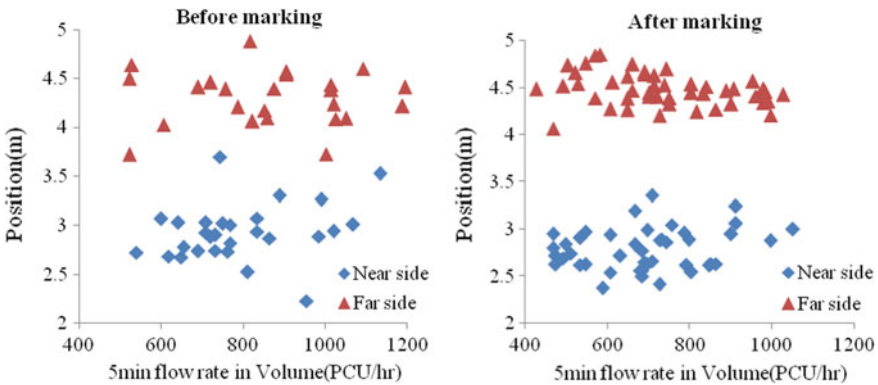 Before marking
5
4.5
4
3.5
3
2.5
2
Position(m)
400 600 800 1000 1200
5min flow rate in Volume(PCU/hr)
Near side
Far side
After marking
5
4.5
4
3.5
3
2.5
2
Position(m)
400 600 800 1000 1200
5min flow rate in Volume(PCU/hr)
Near side
Far side